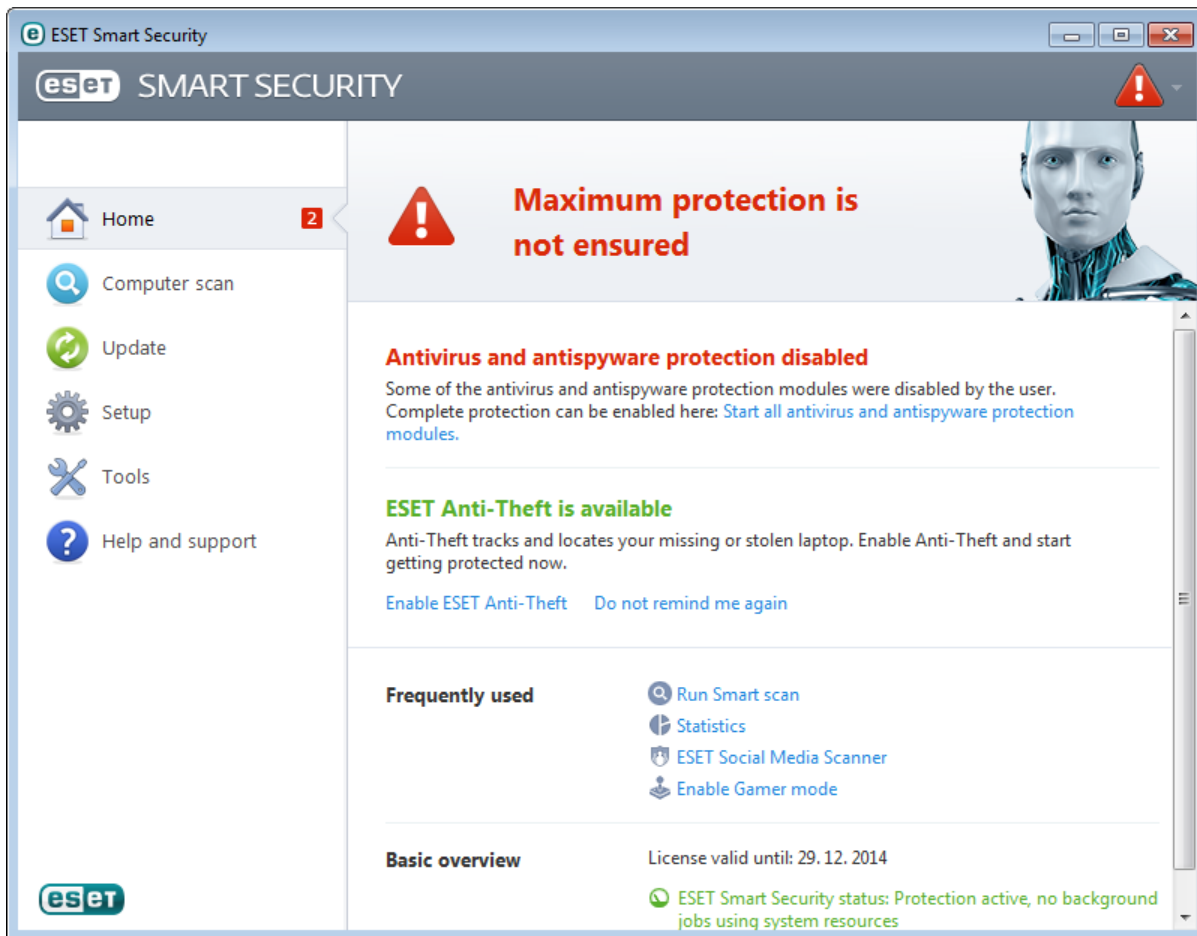 ESET Smart Security
eset SMART SECURITY
Maximum protection is
not ensured
Home 2
Computer scan
Update
Setup
Tools
Help and support
Antivirus and antispyware protection disabled
Some of the antivirus and antispyware protection modules were disabled by the user.
Complete protection can be enabled here: Start all antivirus and antispyware protection
modules.
ESET Anti-Theft is available
Anti-Theft tracks and locates your missing or stolen laptop. Enable Anti-Theft and start
getting protected now.
Enable ESET Anti-Theft Do not remind me again
Frequently used
Run Smart scan
Statistics
ESET Social Media Scanner
Enable Gamer mode
Basic overview
License valid until: 29. 12. 2014
ESET Smart Security status: Protection active, no background
jobs using system resources
eset